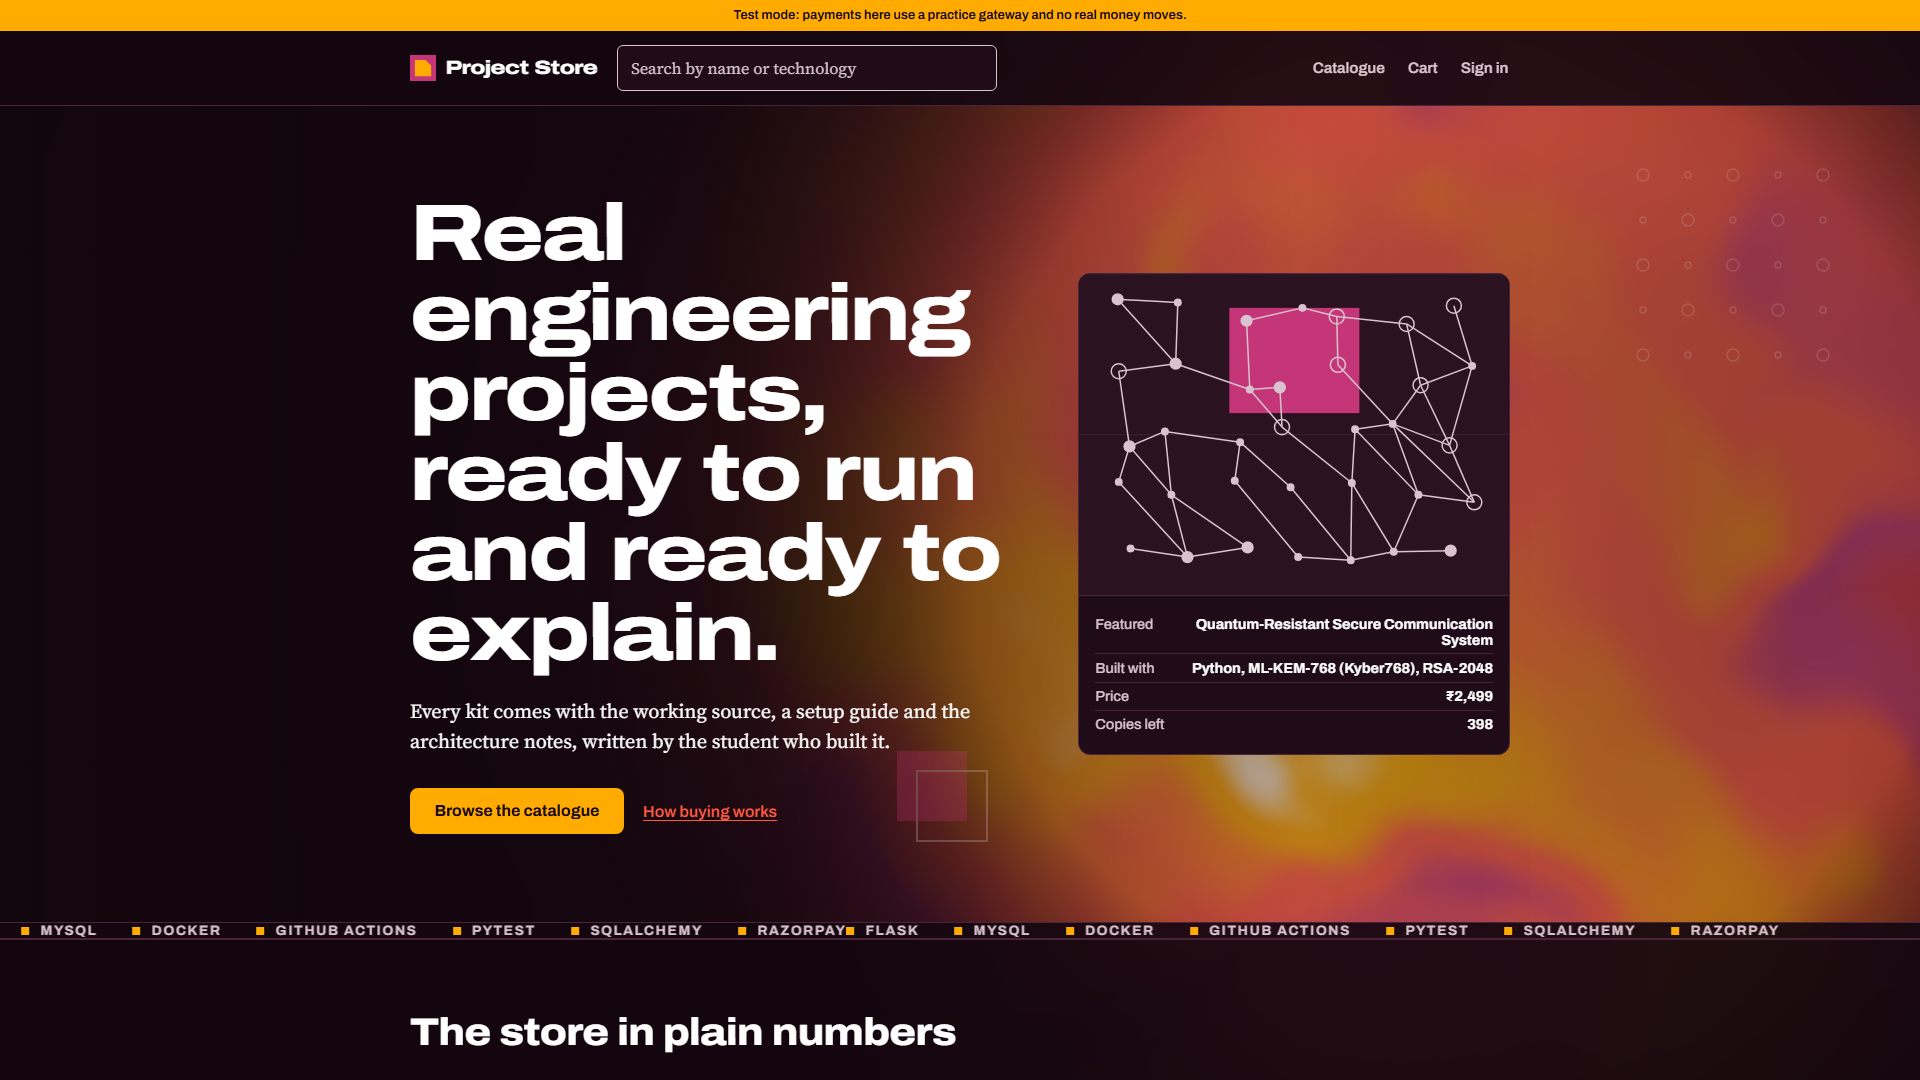 Test mode: payments here use a practice gateway and no real money moves.
Project Store
Search by name or technology
Catalogue Cart Sign in
Real
engineering
projects,
ready to run
and ready to
explain.
Every kit comes with the working source, a setup guide and the
architecture notes, written by the student who built it.
Browse the catalogue
How buying works
Featured Quantum-Resistant Secure Communication
System
Built with Python, ML-KEM-768 (Kyber768), RSA-2048
Price ₹2,499
Copies left 398
MYSQL DOCKER GITHUB ACTIONS PYTEST SQLALCHEMY RAZORPAY FLASK MYSQL DOCKER GITHUB ACTIONS PYTEST SQLALCHEMY RAZORPAY
The store in plain numbers